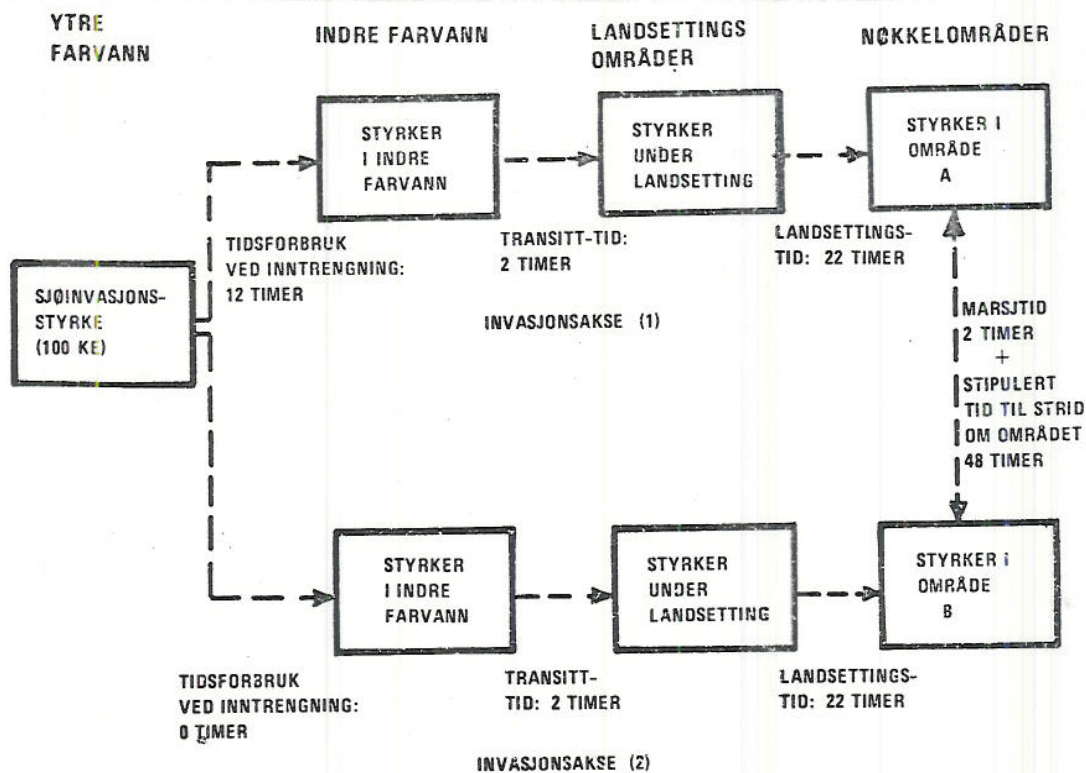 YTRE
FARVANN
INDRE FARVANN
LANDSETTINGS
OMRÅDER
NØKKELOMRÅDER
STYRKER
I INDRE
FARVANN
STYRKER
UNDER
LANDSETTING
STYRKER I
OMRÅDE
A
TIDSFORBRUK
VED INNTRENGNING:
12 TIMER
TRANSITT-TID:
2 TIMER
LANDSETTINGS-
TID: 22 TIMER
SJØINVASJONS-
STYRKE
(100 KE)
INVASJONSAKSE (1)
MARSJTID
2 TIMER
+
STIPULERT
TID TIL STRID
OM OMRÅDET
48 TIMER
STYRKER
I INDRE
FARVANN
STYRKER
UNDER
LANDSETTING
STYRKER I
OMRÅDE
B
TIDSFORBRUK
VED INNTRENGNING:
0 TIMER
TRANSITT-
TID: 2 TIMER
LANDSETTINGS-
TID: 22 TIMER
INVASJONSAKSE (2)